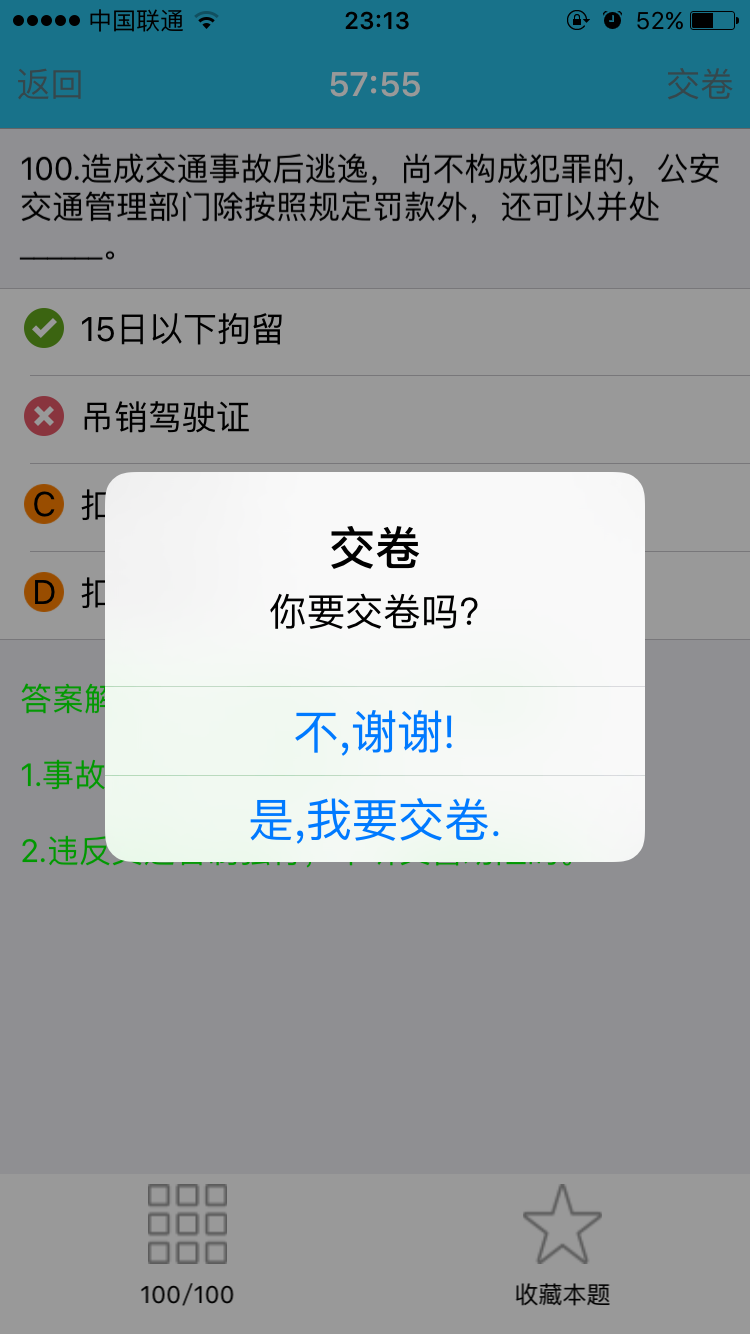 中国联通 23:13 52%
返回 57:55 交卷
100.造成交通事故后逃逸，尚不构成犯罪的，公安
交通管理部门除按照规定罚款外，还可以并处
______。
15日以下拘留
吊销驾驶证
C 扣
D 扣
交卷
你要交卷吗?
不,谢谢!
是,我要交卷.
答案解
1.事故
2.违反
100/100 收藏本题